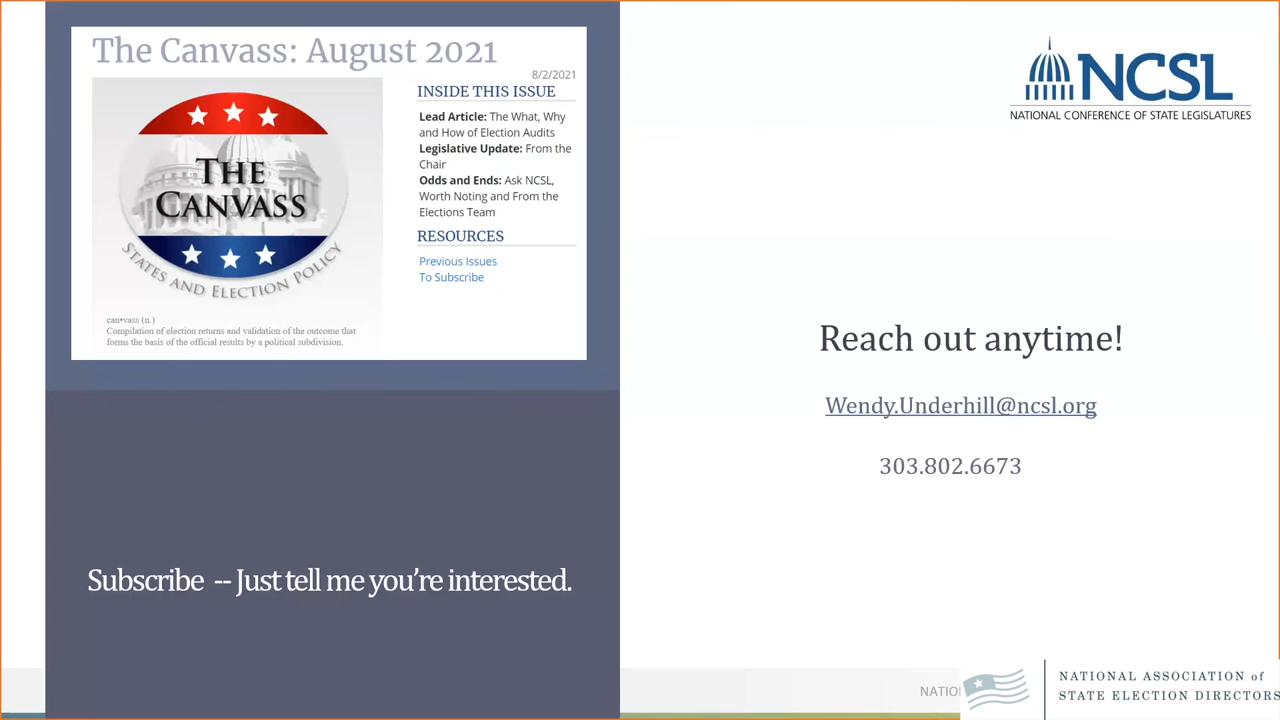 The Canvass: August 2021
8/2/2021
THE
CANVASS
STATES AND ELECTION POLICY
can•vass (n.)
Compilation of election returns and validation of the outcome that
forms the basis of the official results by a political subdivision.
INSIDE THIS ISSUE
Lead Article: The What, Why
and How of Election Audits
Legislative Update: From the
Chair
Odds and Ends: Ask NCSL,
Worth Noting and From the
Elections Team
RESOURCES
Previous Issues
To Subscribe
Subscribe -- Just tell me you're interested.
NCSL
NATIONAL CONFERENCE OF STATE LEGISLATURES
Reach out anytime!
Wendy.Underhill@ncsl.org
303.802.6673
NATIONAL ASSOCIATION of
STATE ELECTION DIRECTORS